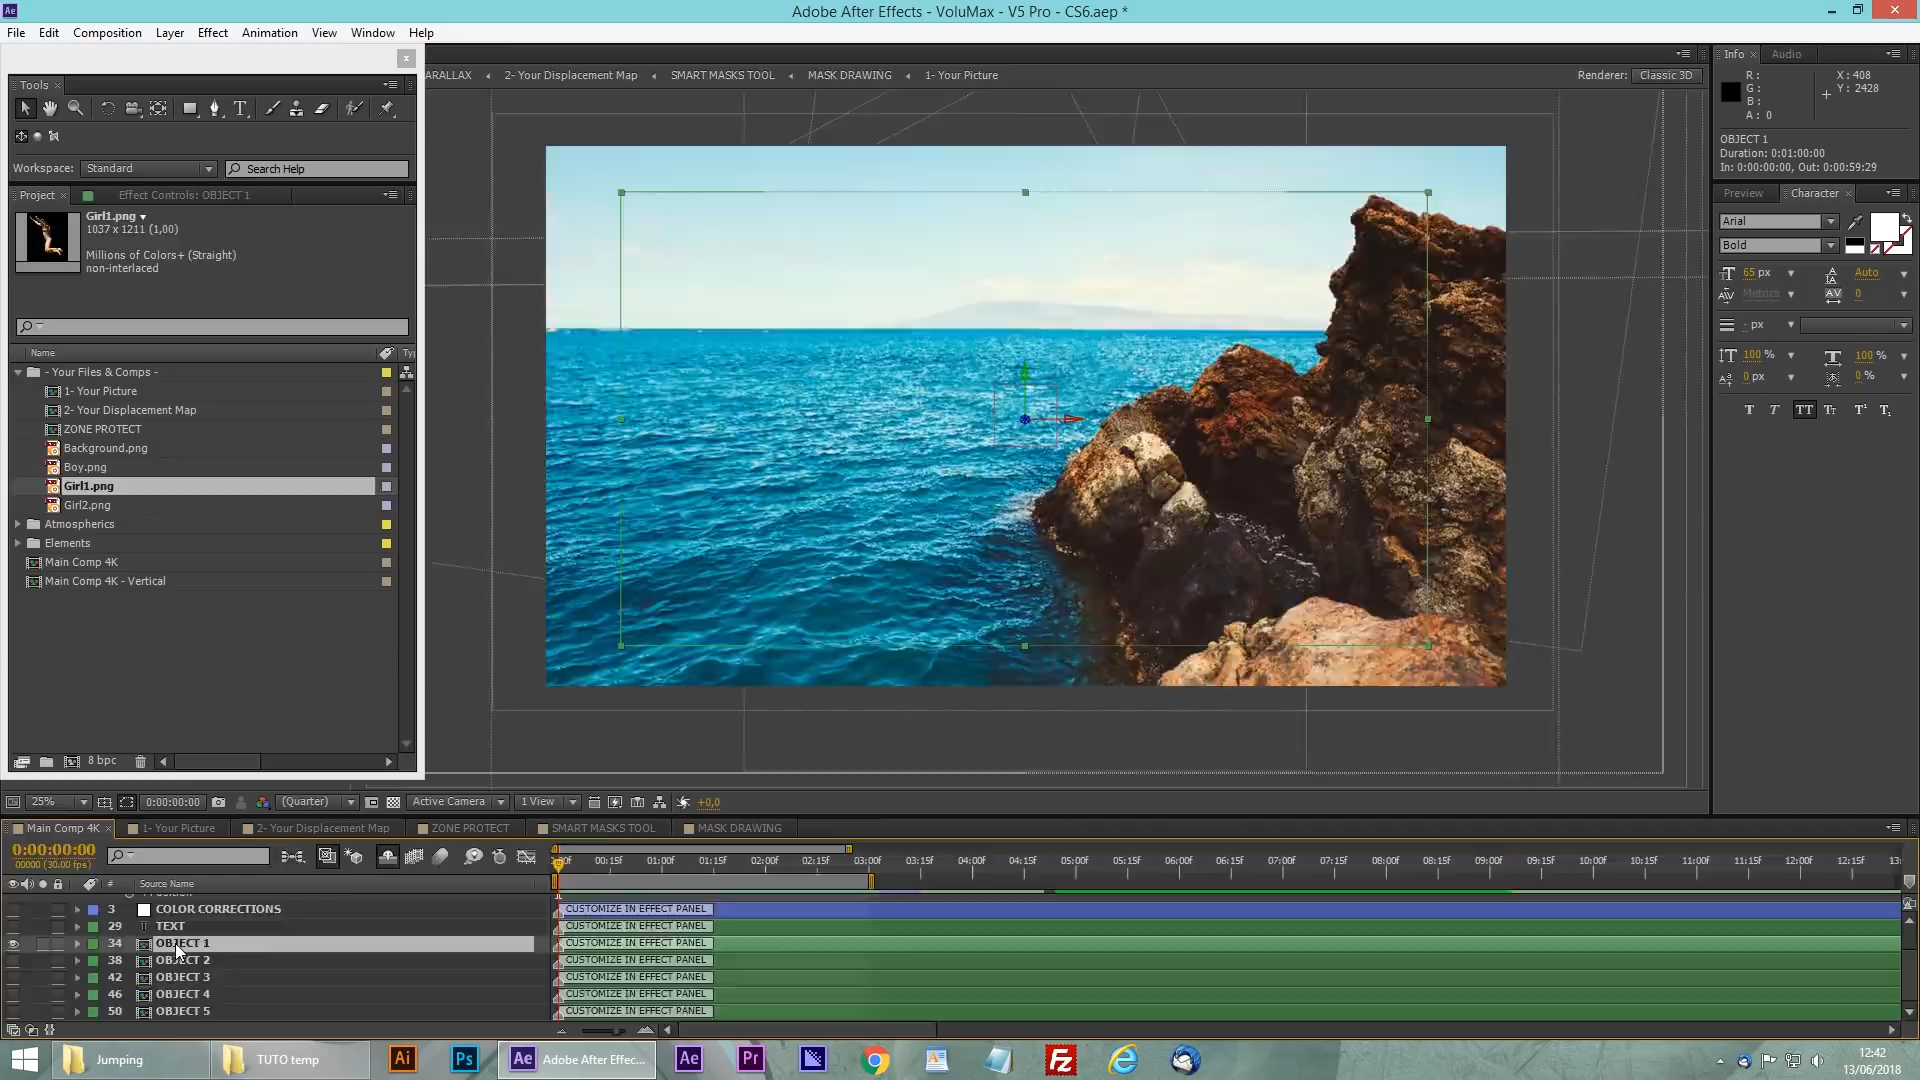 Adobe After Effects - VoluMax - V5 Pro - CS6.aep *
File Edit Composition Layer Effect Animation View Window Help
Tools
Workspace: Standard Search Help
Project Effect Controls: OBJECT 1
Girl1.png
1037 x 1211 (1,00)
Millions of Colors+ (Straight)
non-interlaced
Name
- Your Files & Comps -
1- Your Picture
2- Your Displacement Map
ZONE PROTECT
Background.png
Boy.png
Girl1.png
Girl2.png
Atmospherics
Elements
Main Comp 4K
Main Comp 4K - Vertical
8 bpc
ARALLAX 2- Your Displacement Map SMART MASKS TOOL MASK DRAWING 1- Your Picture
Renderer: Classic 3D
Info Audio
R :
G :
B :
A : 0
X : 408
Y : 2428
OBJECT 1
Duration: 0:01:00:00
In: 0:00:00:00, Out: 0:00:59:29
Preview Character
Arial
Bold
65 px Auto
Metrics 0
- px
100 % 100 %
0 px 0 %
25% 0:00:00:00 (Quarter) Active Camera 1 View +0,0
Main Comp 4K 1- Your Picture 2- Your Displacement Map ZONE PROTECT SMART MASKS TOOL MASK DRAWING
0:00:00:00
00000 (30.00 fps)
00:15f 01:00f 01:15f 02:00f 02:15f 03:00f 03:15f 04:00f 04:15f 05:00f 05:15f 06:00f 06:15f 07:00f 07:15f 08:00f 08:15f 09:00f 09:15f 10:00f 10:15f 11:00f 11:15f 12:00f 12:15f
# Source Name
3 COLOR CORRECTIONS CUSTOMIZE IN EFFECT PANEL
29 TEXT CUSTOMIZE IN EFFECT PANEL
34 OBJECT 1 CUSTOMIZE IN EFFECT PANEL
38 OBJECT 2 CUSTOMIZE IN EFFECT PANEL
42 OBJECT 3 CUSTOMIZE IN EFFECT PANEL
46 OBJECT 4 CUSTOMIZE IN EFFECT PANEL
50 OBJECT 5 CUSTOMIZE IN EFFECT PANEL
Jumping TUTO temp Adobe After Effec...
12:42
13/06/2018